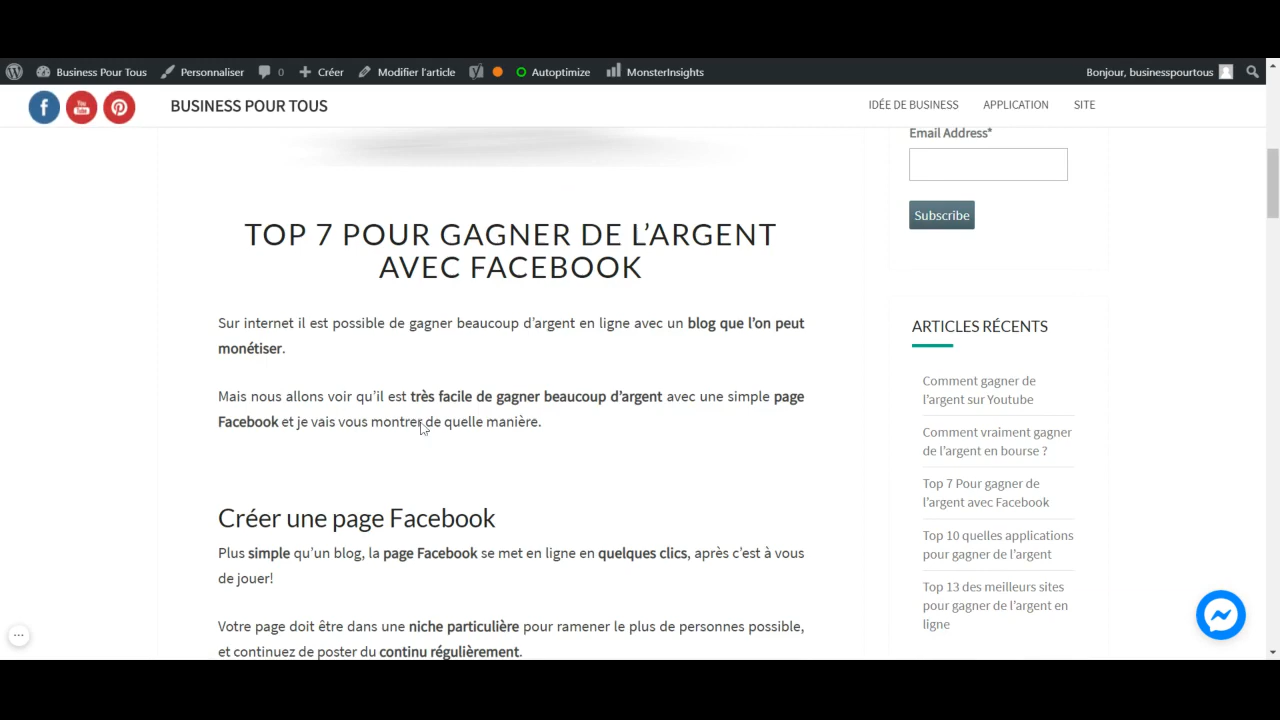 Business Pour Tous Personnaliser 0 Créer Modifier l'article Autoptimize MonsterInsights Bonjour, businesspourtous
BUSINESS POUR TOUS IDÉE DE BUSINESS APPLICATION SITE
TOP 7 POUR GAGNER DE L’ARGENT
AVEC FACEBOOK
Sur internet il est possible de gagner beaucoup d’argent en ligne avec un blog que l’on peut
monétiser.
Mais nous allons voir qu’il est très facile de gagner beaucoup d’argent avec une simple page
Facebook et je vais vous montrer de quelle manière.
Créer une page Facebook
Plus simple qu’un blog, la page Facebook se met en ligne en quelques clics, après c’est à vous
de jouer!
Votre page doit être dans une niche particulière pour ramener le plus de personnes possible,
et continuez de poster du continu régulièrement.
Email Address*
Subscribe
ARTICLES RÉCENTS
Comment gagner de
l’argent sur Youtube
Comment vraiment gagner
de l’argent en bourse ?
Top 7 Pour gagner de
l’argent avec Facebook
Top 10 quelles applications
pour gagner de l’argent
Top 13 des meilleurs sites
pour gagner de l’argent en
ligne